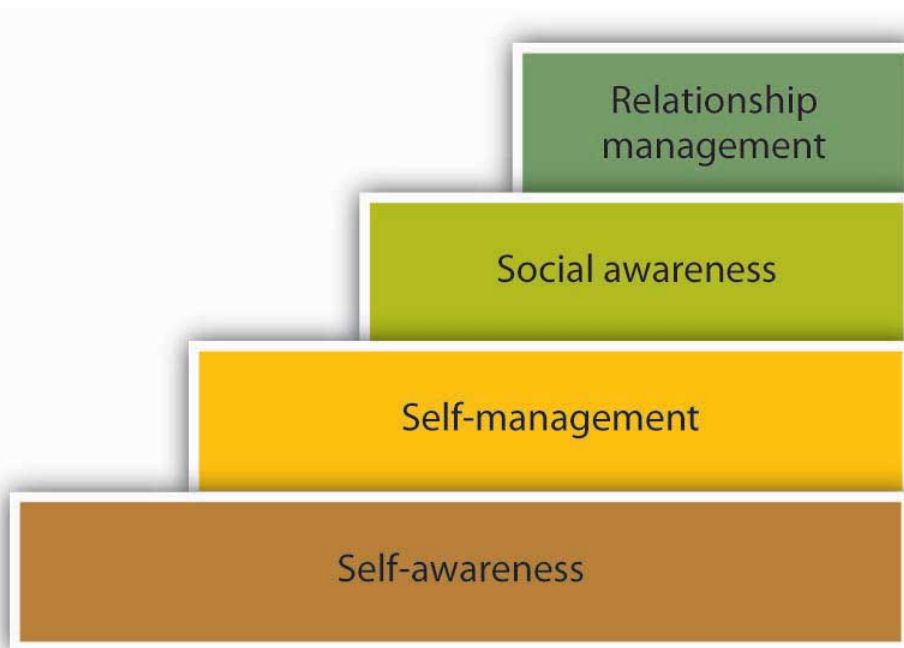 Relationship
management
Social awareness
Self-management
Self-awareness